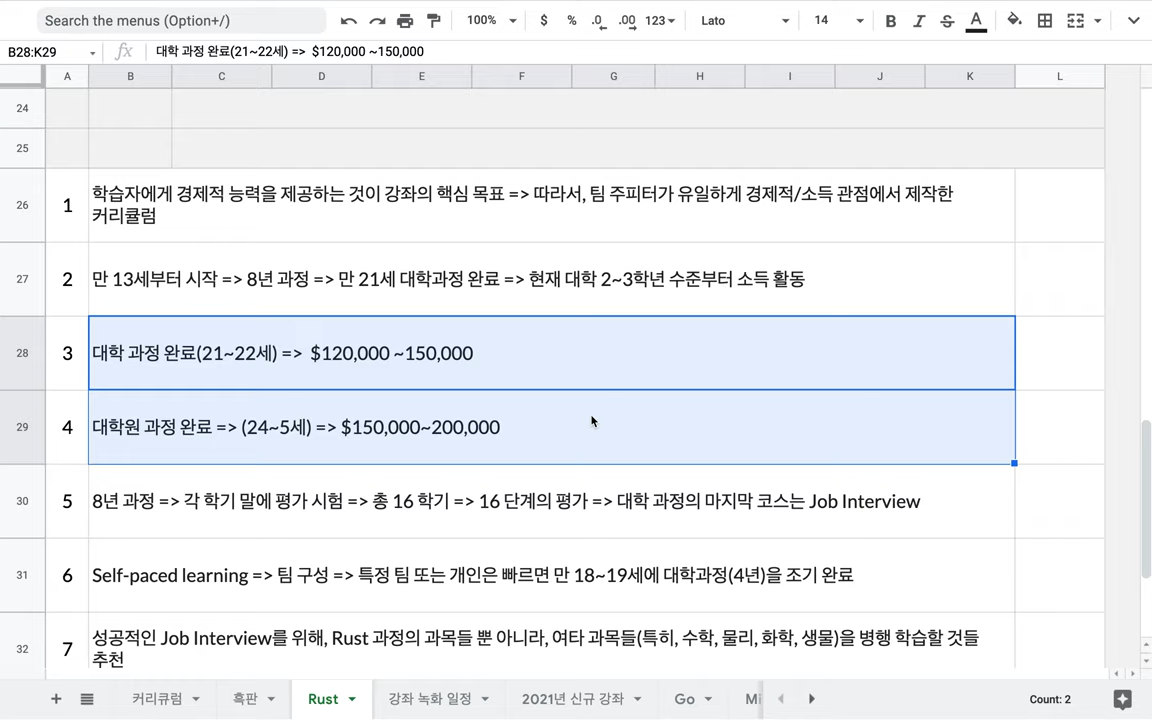 Search the menus (Option+/)
100%
$ % .0 .00 123
Lato
14
B I S A
B28:K29
fx
대학 과정 완료(21~22세) => $120,000 ~150,000
A B C D E F G H I J K L
24
25
26
1
학습자에게 경제적 능력을 제공하는 것이 강좌의 핵심 목표 => 따라서, 팀 주피터가 유일하게 경제적/소득 관점에서 제작한
커리큘럼
27
2
만 13세부터 시작 => 8년 과정 => 만 21세 대학과정 완료 => 현재 대학 2~3학년 수준부터 소득 활동
28
3
대학 과정 완료(21~22세) => $120,000 ~150,000
29
4
대학원 과정 완료 => (24~5세) => $150,000~200,000
30
5
8년 과정 => 각 학기 말에 평가 시험 => 총 16 학기 => 16 단계의 평가 => 대학 과정의 마지막 코스는 Job Interview
31
6
Self-paced learning => 팀 구성 => 특정 팀 또는 개인은 빠르면 만 18~19세에 대학과정(4년)을 조기 완료
32
7
성공적인 Job Interview를 위해, Rust 과정의 과목들 뿐 아니라, 여타 과목들(특히, 수학, 물리, 화학, 생물)을 병행 학습할 것들
추천
커리큐럼
흑판
Rust
강좌 녹화 일정
2021년 신규 강좌
Go
Mi
Count: 2